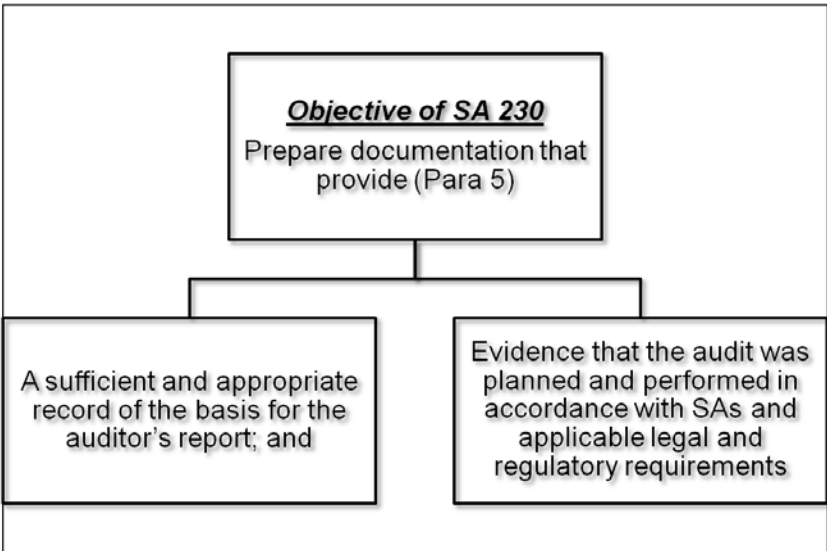 Objective of SA 230
Prepare documentation that
provide (Para 5)
A sufficient and appropriate
record of the basis for the
auditor's report; and
Evidence that the audit was
planned and performed in
accordance with SAs and
applicable legal and
regulatory requirements